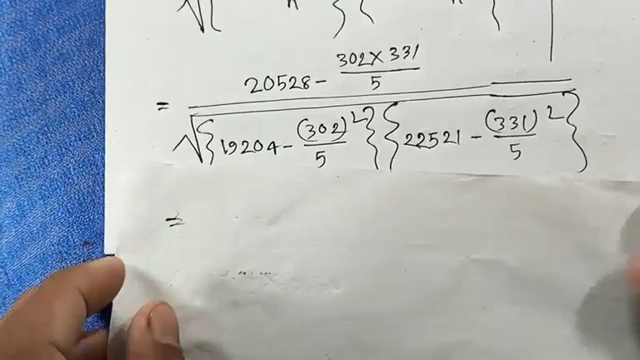 = 20528 - 302 × 331 / 5
√{19204 - (302)² / 5} {22521 - (331)² / 5}
=